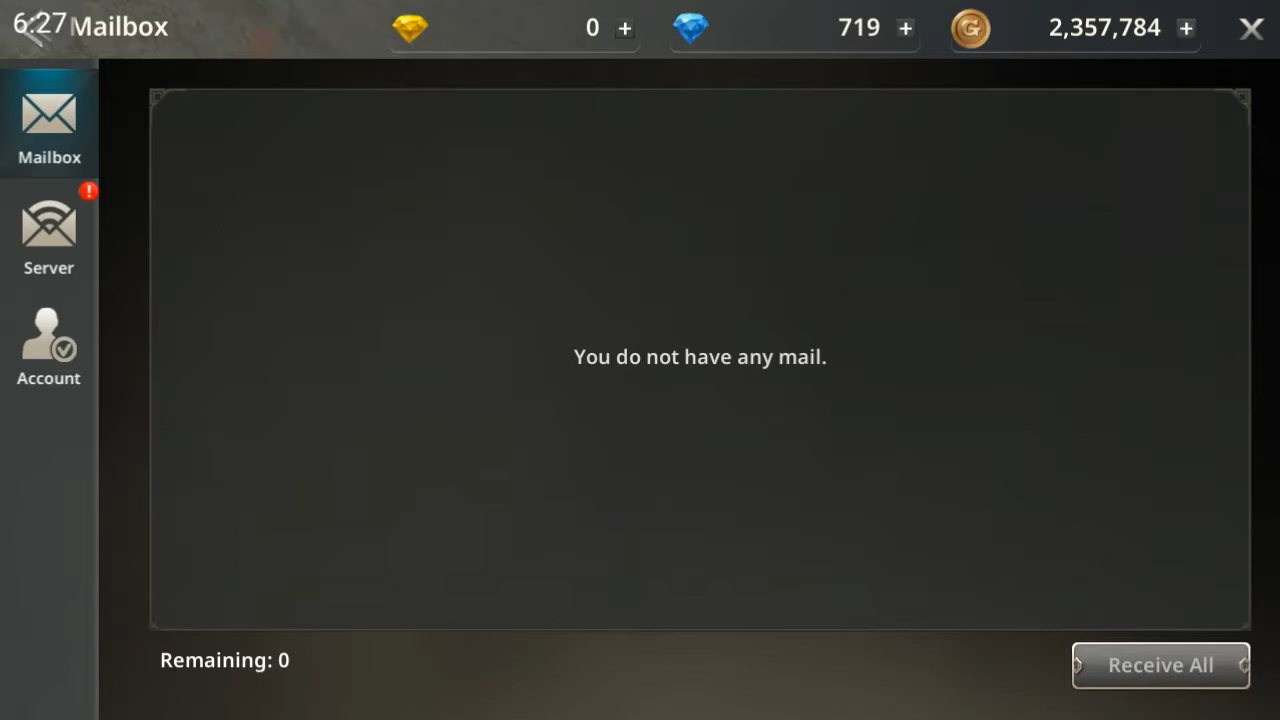 6:27 Mailbox 0 + 719 + 2,357,784 +
Mailbox
!
Server
Account
You do not have any mail.
Remaining: 0
Receive All